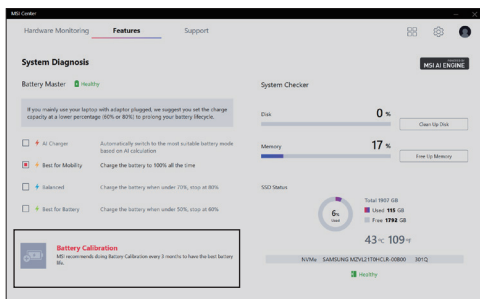 MSI Center
Hardware Monitoring
Features
Support
System Diagnosis
POWERED BY
MSI AI ENGINE
Battery Master
Healthy
If you mainly use your laptop with adaptor plugged, we suggest you set the charge
capacity at a lower percentage (60% or 80%) to prolong your battery lifecycle.
AI Charger
Automatically switch to the most suitable battery mode
based on AI calculation
Best for Mobility
Charge the battery to 100% all the time
Balanced
Charge the battery when under 70%, stop at 80%
Best for Battery
Charge the battery when under 50%, stop at 60%
Battery Calibration
MSI recommends doing Battery Calibration every 3 months to have the best battery
life.
System Checker
Disk
0 %
Clean Up Disk
Memory
17 %
Free Up Memory
SSD Status
6%
Used
Total 1907 GB
Used 115 GB
Free 1792 GB
43°C 109°F
NVMe SAMSUNG MZVL21T0HCLR-00B00 301Q
Healthy